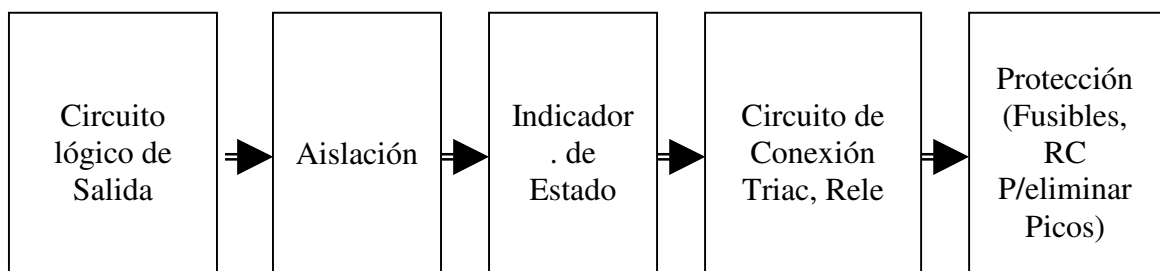 Circuito
lógico de
Salida
Aislación
Indicador
. de
Estado
Circuito de
Conexión
Triac, Rele
Protección
(Fusibles,
RC
P/eliminar
Picos)